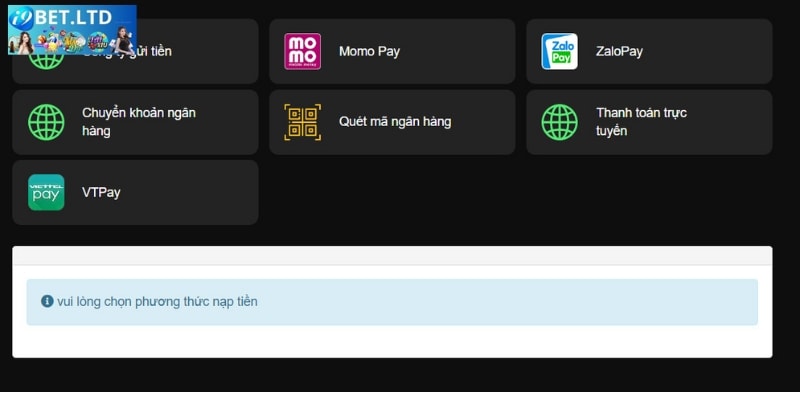 i9BET.LTD
gửi tiền
momo
Momo Pay
Zalo
Pay
ZaloPay
Chuyển khoản ngân
hàng
Quét mã ngân hàng
Thanh toán trực
tuyến
VIETTEL
pay
VTPay
vui lòng chọn phương thức nạp tiền